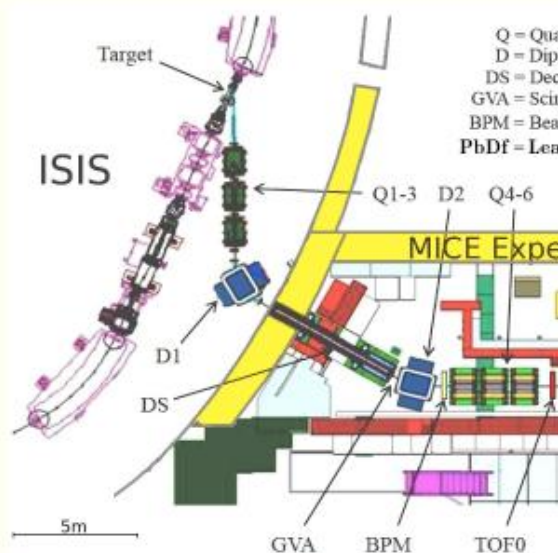 Target
ISIS
Q = Qua
D = Dip
DS = Dec
GVA = Scin
BPM = Bea
PbDf = Lea
Q1-3 D2 Q4-6
MICE Expe
D1
DS
5m
GVA BPM TOF0